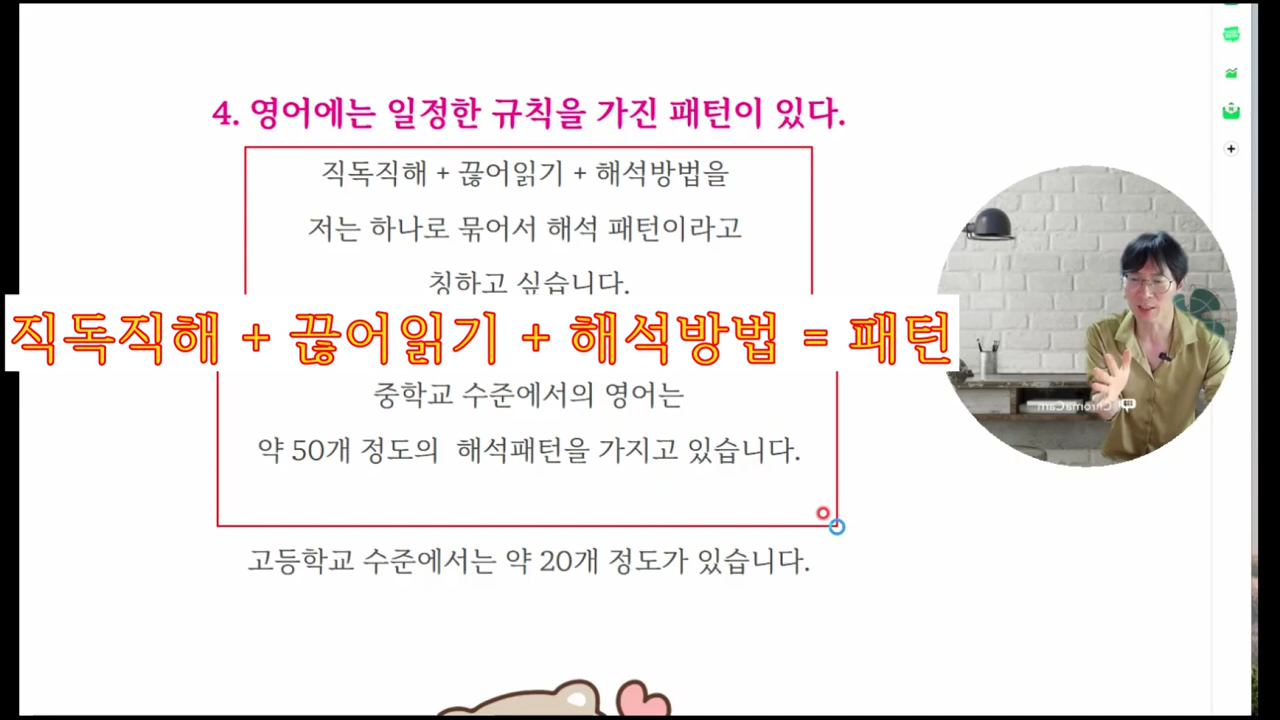 4. 영어에는 일정한 규칙을 가진 패턴이 있다.
직독직해 + 끊어읽기 + 해석방법을
저는 하나로 묶어서 해석 패턴이라고
칭하고 싶습니다.
직독직해 + 끊어읽기 + 해석방법 = 패턴
중학교 수준에서의 영어는
약 50개 정도의 해석패턴을 가지고 있습니다.
고등학교 수준에서는 약 20개 정도가 있습니다.
ChromaCam